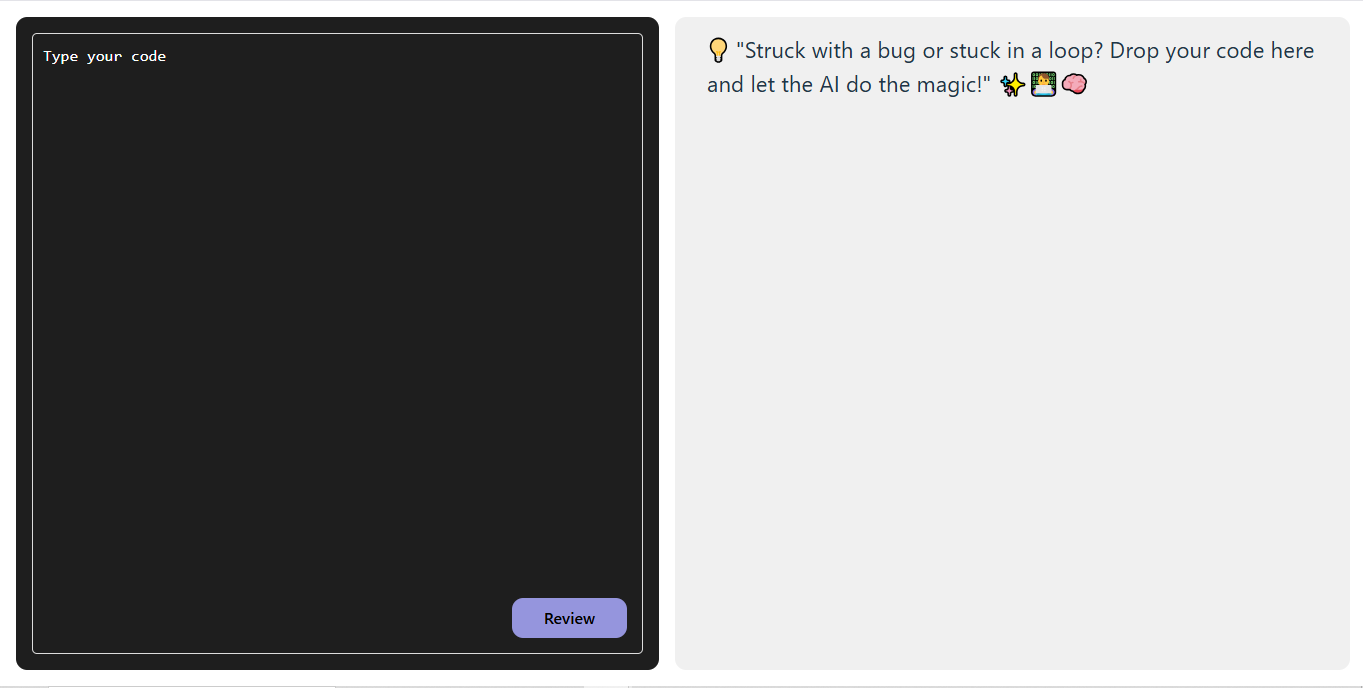 Type your code
Review
💡 "Struck with a bug or stuck in a loop? Drop your code here
and let the AI do the magic!" ✨👨‍💻🧠